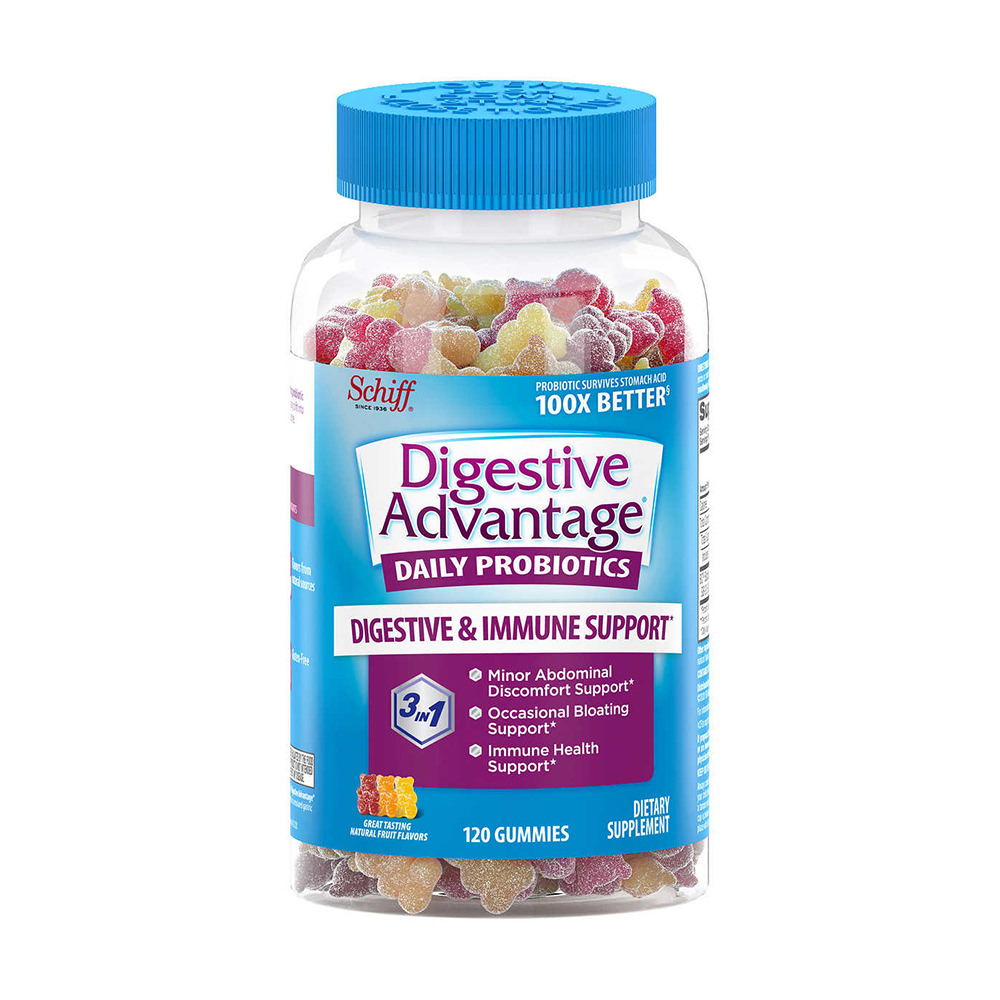 Schiff®
SINCE 1936
PROBIOTIC SURVIVES STOMACH ACID
100X BETTER§
Digestive
Advantage®
DAILY PROBIOTICS
DIGESTIVE & IMMUNE SUPPORT*
3 IN 1
Minor Abdominal
Discomfort Support*
Occasional Bloating
Support*
Immune Health
Support*
GREAT TASTING
NATURAL FRUIT FLAVORS
120 GUMMIES
DIETARY
SUPPLEMENT